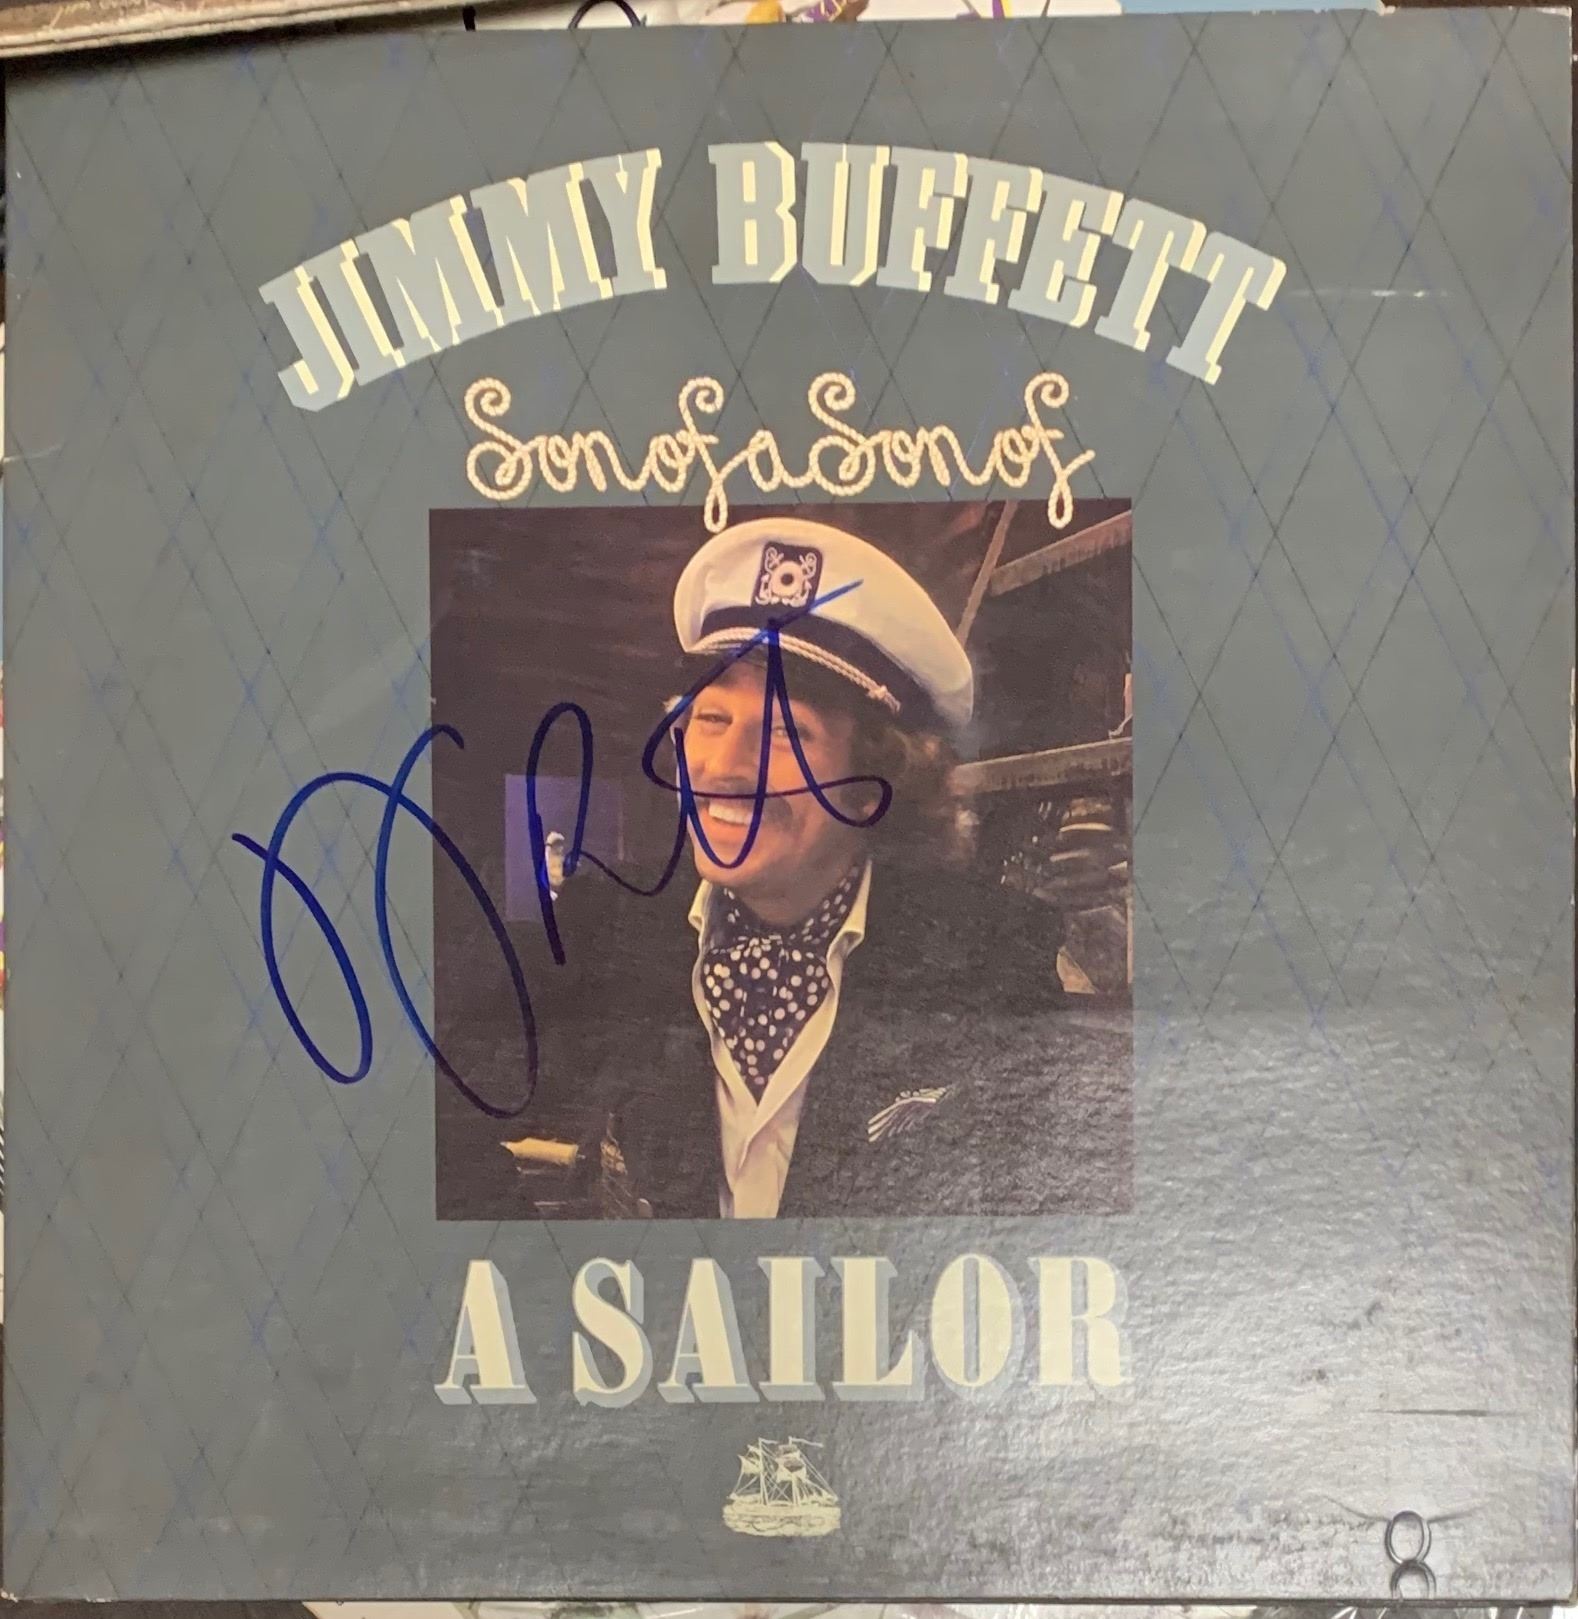 JIMMY BUFFETT
Son of a Son of
A SAILOR